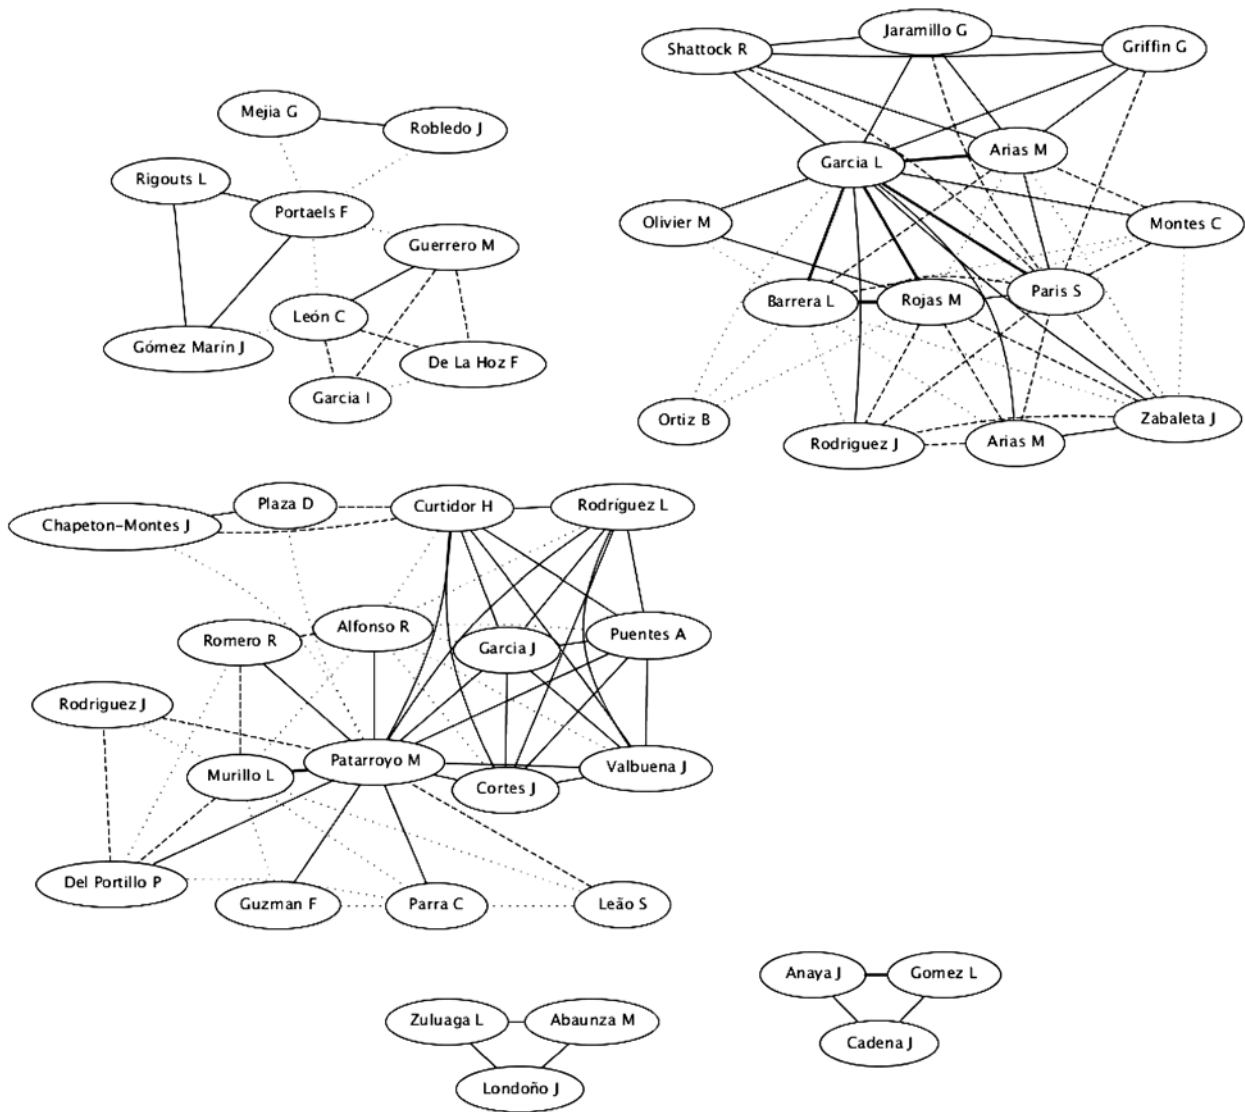 Jaramillo G
Shattock R
Griffin G
Mejia G
Robledo J
Garcia L
Arias M
Rigouts L
Portaels F
Olivier M
Montes C
Guerrero M
Barrera L
Rojas M
Paris S
León C
Gómez Marín J
De La Hoz F
Garcia I
Ortiz B
Rodriguez J
Arias M
Zabaleta J
Chapeton-Montes J
Plaza D
Curtidor H
Rodríguez L
Romero R
Alfonso R
Garcia J
Puentes A
Rodriguez J
Murillo L
Patarroyo M
Cortes J
Valbuena J
Del Portillo P
Guzman F
Parra C
Leão S
Anaya J
Gomez L
Cadena J
Zuluaga L
Abaunza M
Londoño J